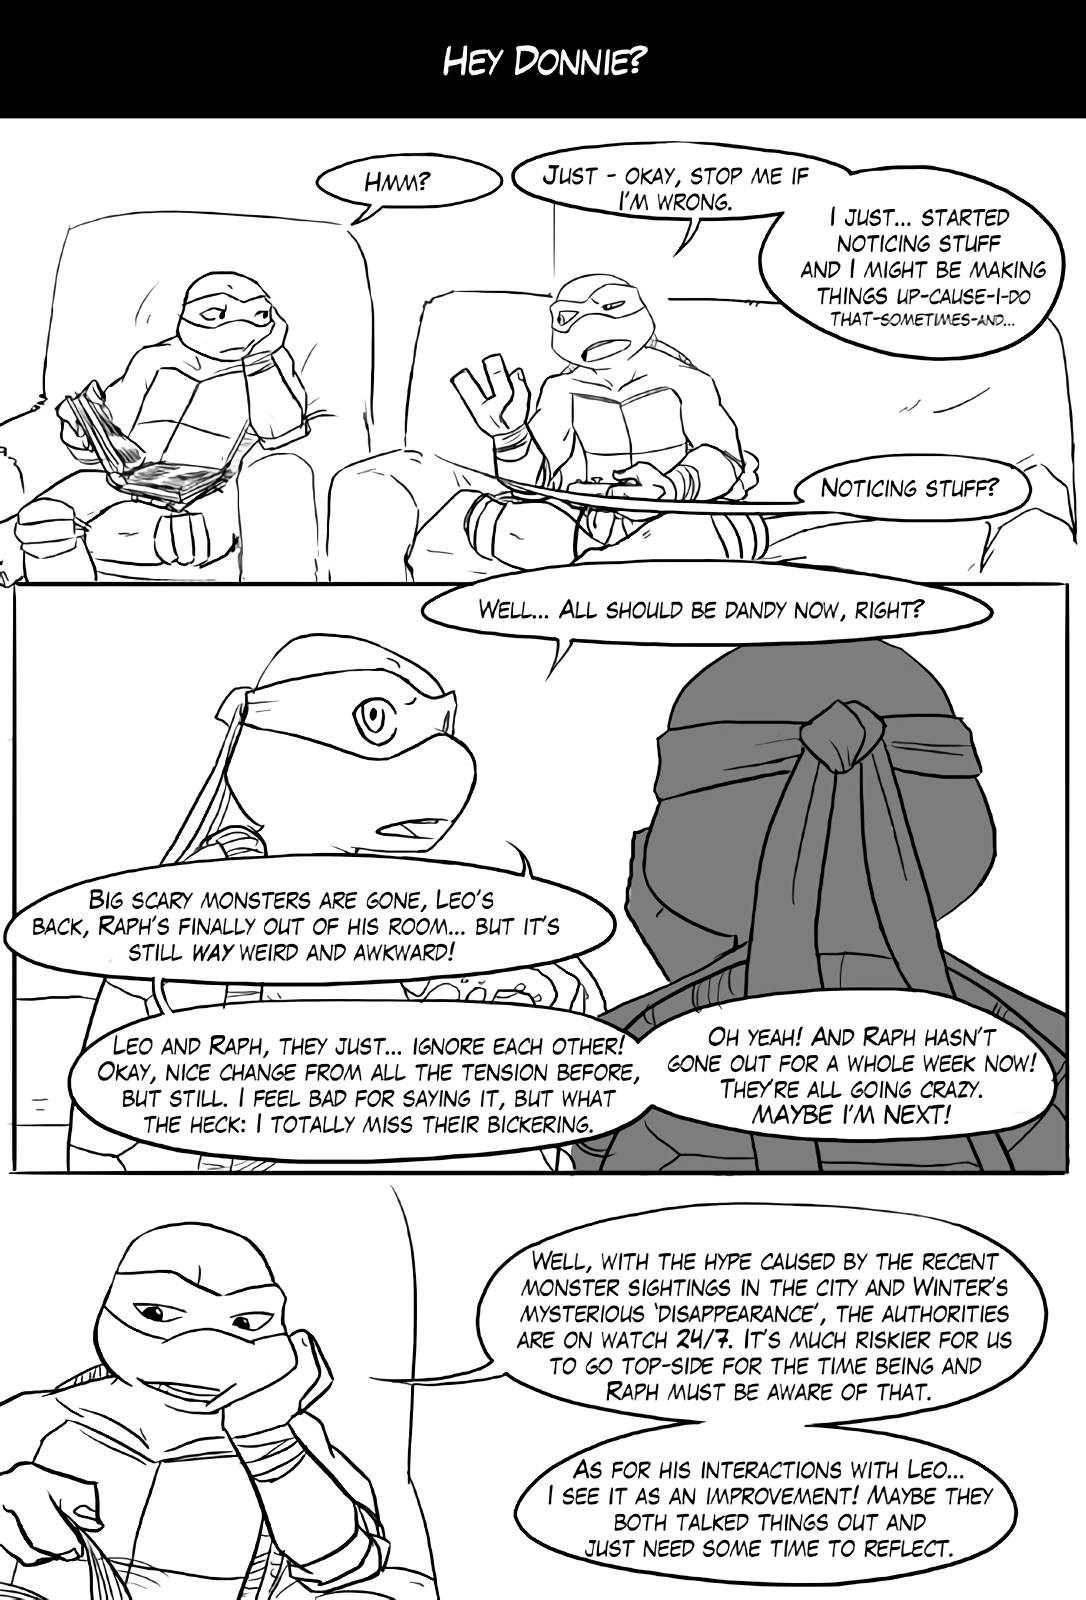 Hey Donnie?
Hmm?
Just - okay, stop me if
I'm wrong.
I just... started
noticing stuff
and I might be making
things up-cause-I-do
that-sometimes-and...
Noticing stuff?
Well... All should be dandy now, right?
Big scary monsters are gone, Leo's
back, Raph's finally out of his room... but it's
still way weird and awkward!
Leo and Raph, they just... ignore each other!
Okay, nice change from all the tension before,
but still. I feel bad for saying it, but what
the heck: I totally miss their bickering.
Oh yeah! And Raph hasn't
gone out for a whole week now!
They're all going crazy.
MAYBE I'M NEXT!
Well, with the hype caused by the recent
monster sightings in the city and Winter's
mysterious 'disappearance', the authorities
are on watch 24/7. It's much riskier for us
to go top-side for the time being and
Raph must be aware of that.
As for his interactions with Leo...
I see it as an improvement! Maybe they
both talked things out and
just need some time to reflect.